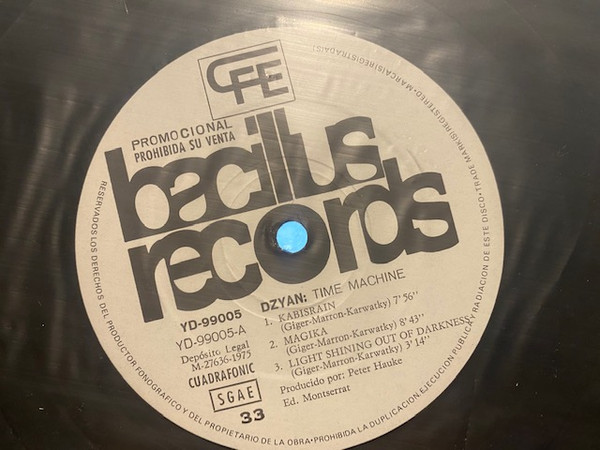 CFE
PROMOCIONAL
PROHIBIDA SU VENTA
bacillus
records
YD-99005
YD-99005-A
Depósito Legal
M-27636-1975
CUADRAFONIC
SGAE
33
DZYAN: TIME MACHINE
1. KABISRAIN
(Giger-Marron-Karwatky) 7' 56''
2. MAGIKA
(Giger-Marron-Karwatky) 8' 43''
3. LIGHT SHINING OUT OF DARKNESS
(Giger-Marron-Karwatky) 3' 14''
Producido por: Peter Hauke
Ed. Montserrat
RESERVADOS LOS DERECHOS DEL PRODUCTOR FONOGRAFICO Y DEL PROPIETARIO DE LA OBRA•PROHIBIDA LA DUPLICACION,EJECUCION PUBLICA Y RADIACION DE ESTE DISCO•TRADE MARK(S)REGISTERED•MARCA(S)REGISTRADA(S)